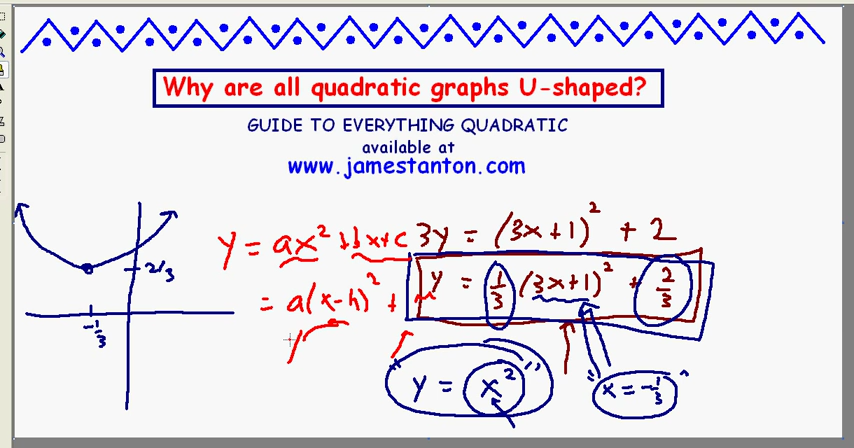 Why are all quadratic graphs U-shaped?
GUIDE TO EVERYTHING QUADRATIC
available at
www.jamestanton.com
y = ax² + bx + c
3y = (3x+1)² + 2
y = 1/3 (3x+1)² + 2/3
= a(x-h)² +
2/3
-1/3
y = x²
"x = -1/3"